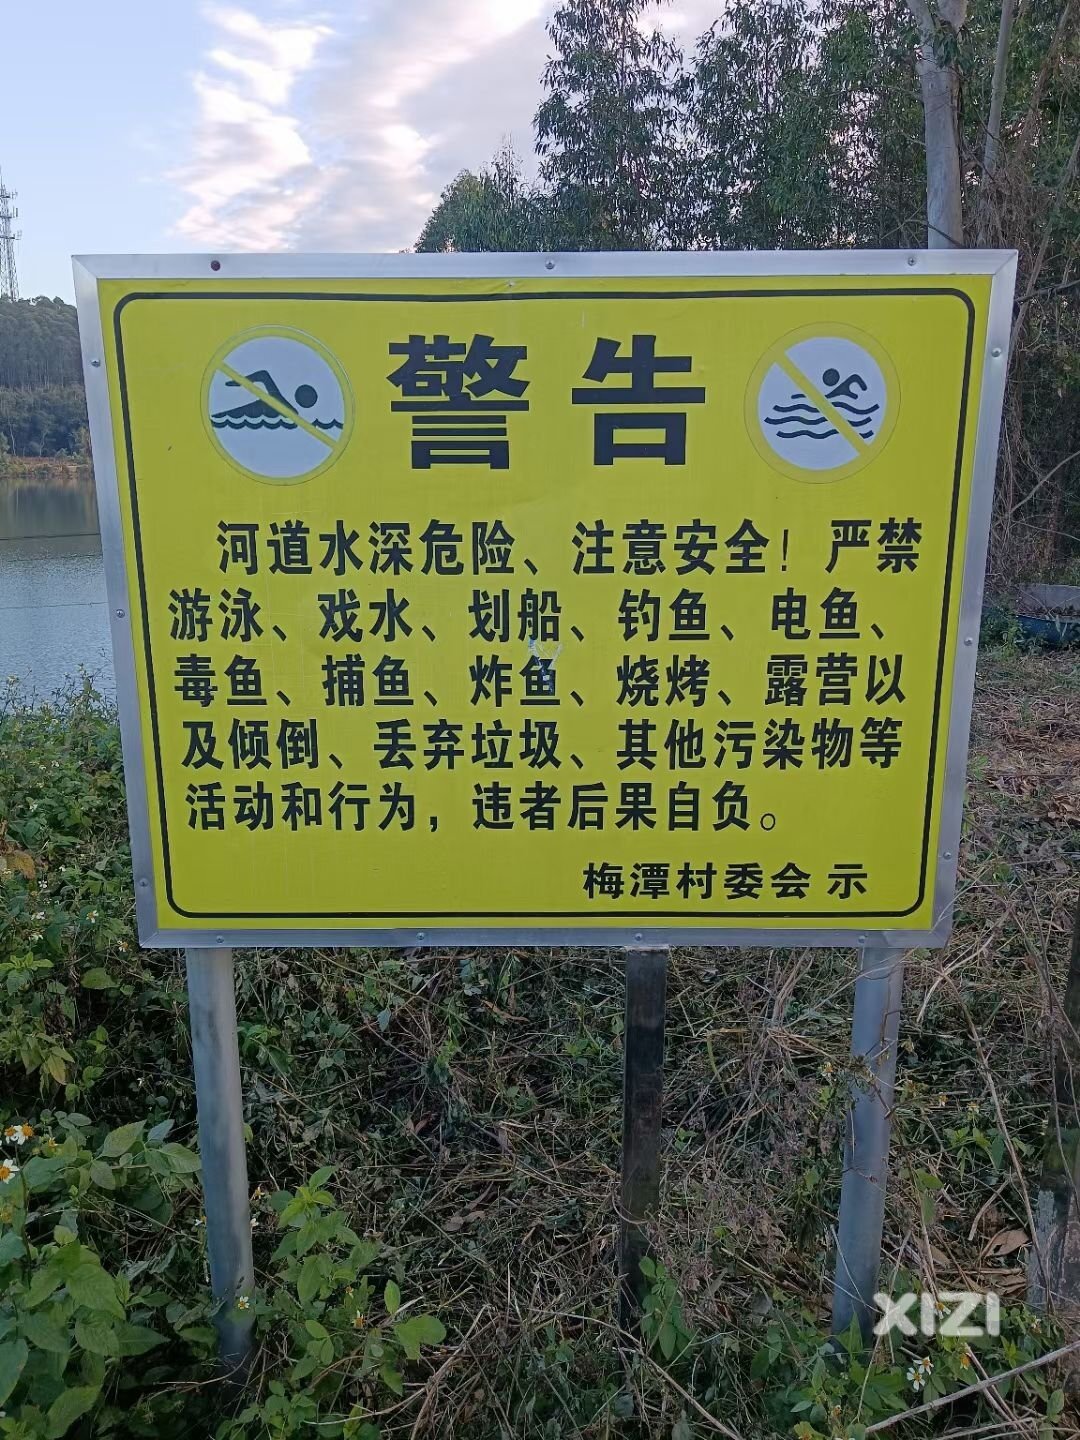 警告
河道水深危险、注意安全！严禁
游泳、戏水、划船、钓鱼、电鱼、
毒鱼、捕鱼、炸鱼、烧烤、露营以
及倾倒、丢弃垃圾、其他污染物等
活动和行为，违者后果自负。
梅潭村委会 示
XIZI